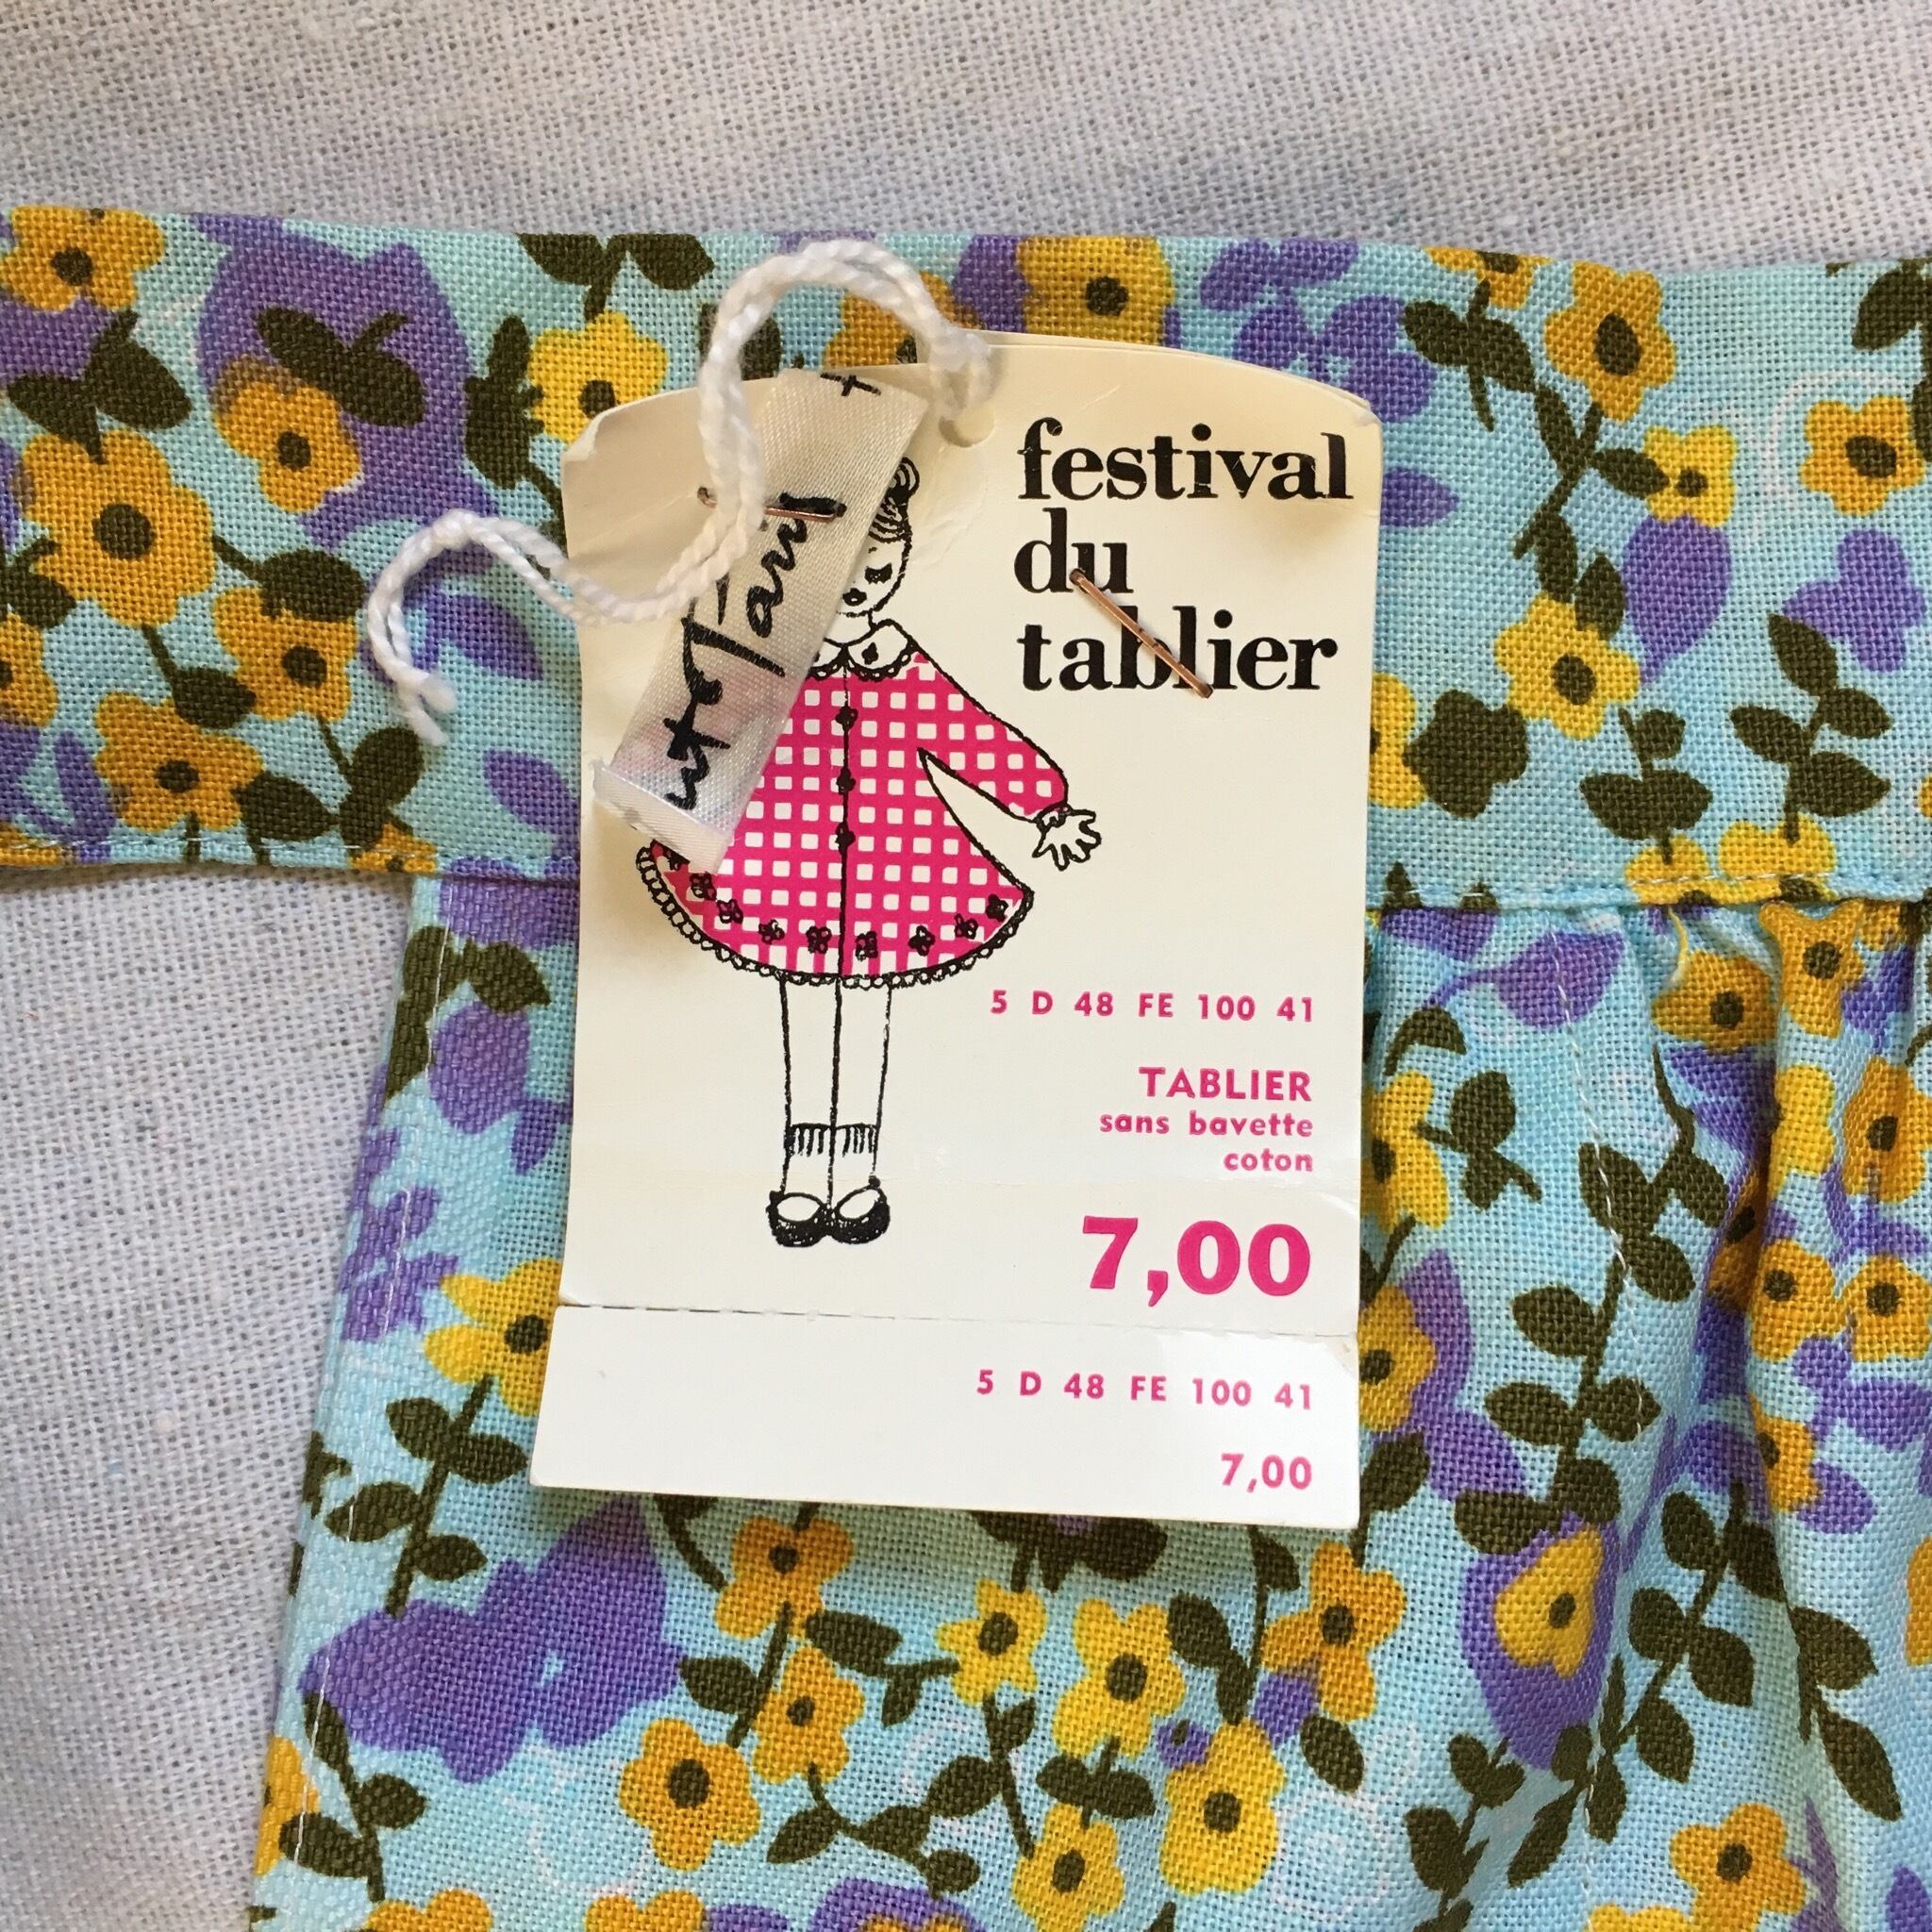 festival
du
tablier
5 D 48 FE 100 41
TABLIER
sans bavette
coton
7,00
5 D 48 FE 100 41
7,00